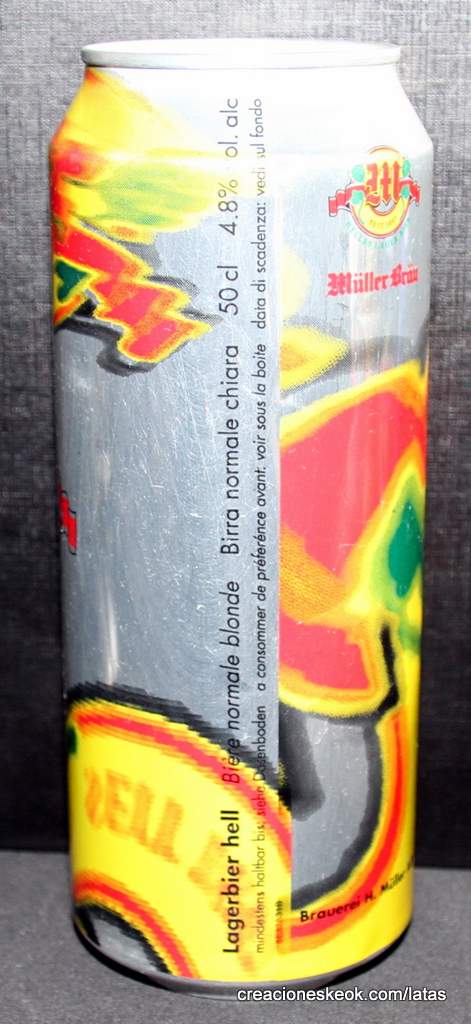 M
Müller Bräu
Lagerbier hell Bière normale blonde Birra normale chiara 50 cl 4.8% vol. alc
mindestens haltbar bis: siehe Dosenboden a consommer de préferénce avant: voir sous la boite data di scadenza: vedi sul fondo
Brauerei H. Müller
creacioneskeok.com/latas